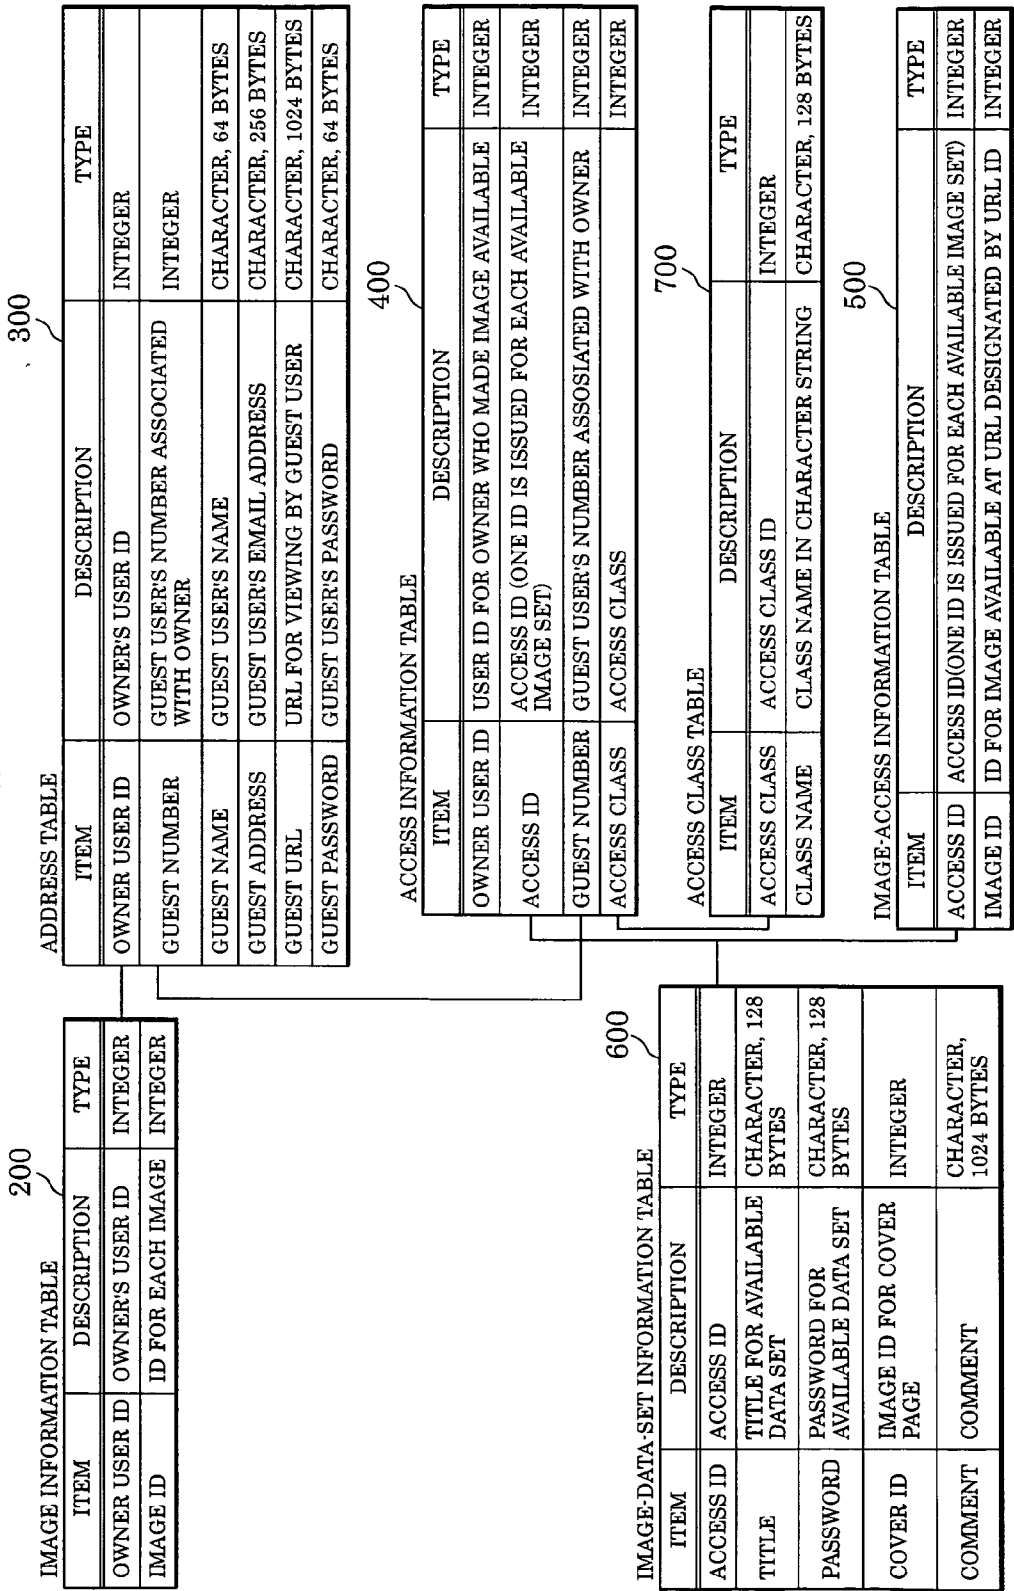 IMAGE INFORMATION TABLE
200
ITEM DESCRIPTION TYPE
OWNER USER ID OWNER'S USER ID INTEGER
IMAGE ID ID FOR EACH IMAGE INTEGER
ADDRESS TABLE
300
ITEM DESCRIPTION TYPE
OWNER USER ID OWNER'S USER ID INTEGER
GUEST NUMBER GUEST USER'S NUMBER ASSOCIATED INTEGER
WITH OWNER
GUEST NAME GUEST USER'S NAME CHARACTER, 64 BYTES
GUEST ADDRESS GUEST USER'S EMAIL ADDRESS CHARACTER, 256 BYTES
GUEST URL URL FOR VIEWING BY GUEST USER CHARACTER, 1024 BYTES
GUEST PASSWORD GUEST USER'S PASSWORD CHARACTER, 64 BYTES
ACCESS INFORMATION TABLE
400
ITEM DESCRIPTION TYPE
OWNER USER ID USER ID FOR OWNER WHO MADE IMAGE AVAILABLE INTEGER
ACCESS ID ACCESS ID (ONE ID IS ISSUED FOR EACH AVAILABLE INTEGER
IMAGE SET)
GUEST NUMBER GUEST USER'S NUMBER ASSOSIATED WITH OWNER INTEGER
ACCESS CLASS ACCESS CLASS INTEGER
IMAGE-DATA-SET INFORMATION TABLE
600
ITEM DESCRIPTION TYPE
ACCESS ID ACCESS ID INTEGER
TITLE TITLE FOR AVAILABLE CHARACTER, 128
DATA SET BYTES
PASSWORD PASSWORD FOR CHARACTER, 128
AVAILABLE DATA SET BYTES
COVER ID IMAGE ID FOR COVER INTEGER
PAGE
COMMENT COMMENT CHARACTER,
1024 BYTES
ACCESS CLASS TABLE
700
ITEM DESCRIPTION TYPE
ACCESS CLASS ACCESS CLASS ID INTEGER
CLASS NAME CLASS NAME IN CHARACTER STRING CHARACTER, 128 BYTES
IMAGE-ACCESS INFORMATION TABLE
500
ITEM DESCRIPTION TYPE
ACCESS ID ACCESS ID(ONE ID IS ISSUED FOR EACH AVAILABLE IMAGE SET) INTEGER
IMAGE ID ID FOR IMAGE AVAILABLE AT URL DESIGNATED BY URL ID INTEGER